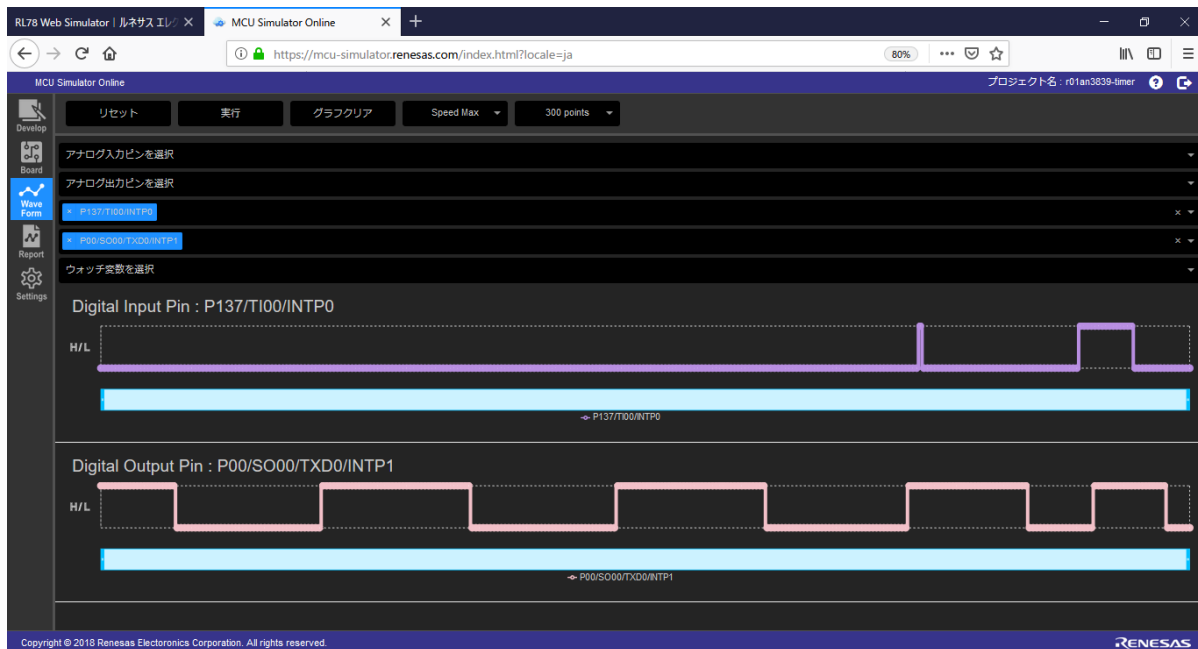 RL78 Web Simulator | ルネサス エレク
MCU Simulator Online
https://mcu-simulator.renesas.com/index.html?locale=ja
80%
MCU Simulator Online
プロジェクト名 : r01an3839-timer
Develop
Board
Wave Form
Report
Settings
リセット
実行
グラフクリア
Speed Max
300 points
アナログ入力ピンを選択
アナログ出力ピンを選択
× P137/TI00/INTP0
× P00/SO00/TXD0/INTP1
ウォッチ変数を選択
Digital Input Pin : P137/TI00/INTP0
H/L
P137/TI00/INTP0
Digital Output Pin : P00/SO00/TXD0/INTP1
H/L
P00/SO00/TXD0/INTP1
Copyright © 2018 Renesas Electoronics Corporation. All rights reserved.
RENESAS